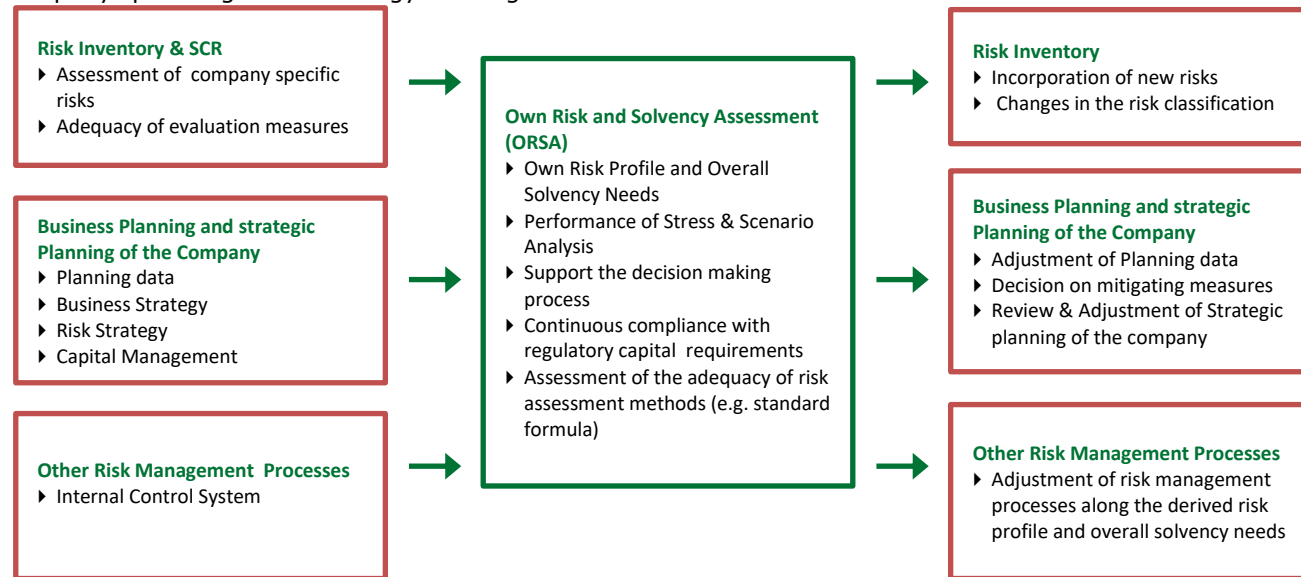 Risk Inventory & SCR
Assessment of company specific
risks
Adequacy of evaluation measures
Business Planning and strategic
Planning of the Company
Planning data
Business Strategy
Risk Strategy
Capital Management
Other Risk Management Processes
Internal Control System
Own Risk and Solvency Assessment
(ORSA)
Own Risk Profile and Overall
Solvency Needs
Performance of Stress & Scenario
Analysis
Support the decision making
process
Continuous compliance with
regulatory capital requirements
Assessment of the adequacy of risk
assessment methods (e.g. standard
formula)
Risk Inventory
Incorporation of new risks
Changes in the risk classification
Business Planning and strategic
Planning of the Company
Adjustment of Planning data
Decision on mitigating measures
Review & Adjustment of Strategic
planning of the company
Other Risk Management Processes
Adjustment of risk management
processes along the derived risk
profile and overall solvency needs